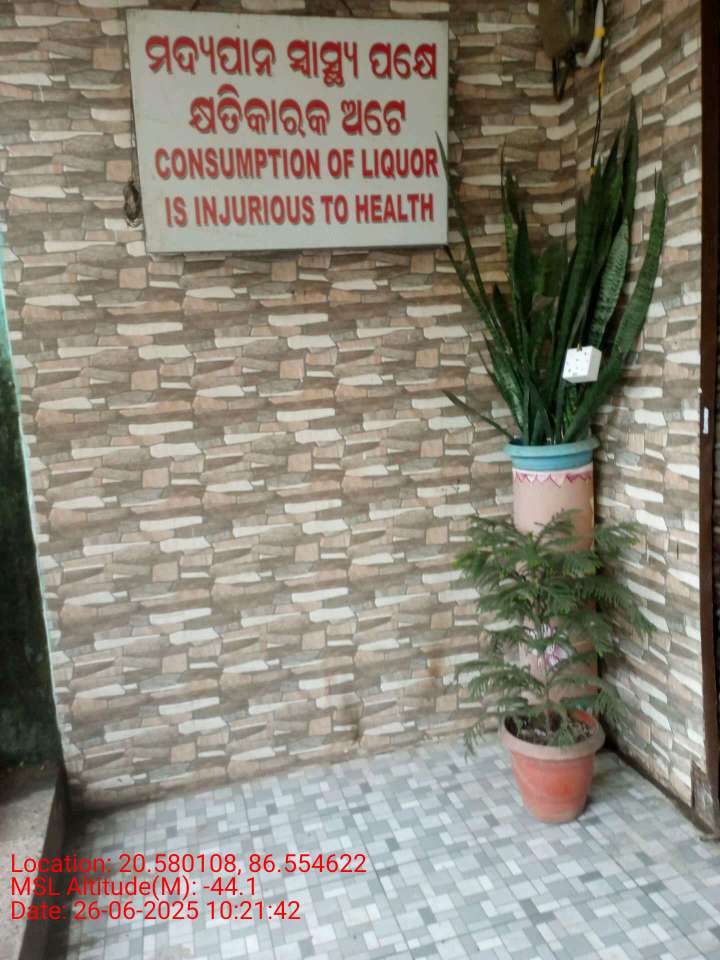 ମଦ୍ୟପାନ ସ୍ୱାସ୍ଥ୍ୟ ପକ୍ଷେ
କ୍ଷତିକାରକ ଅଟେ
CONSUMPTION OF LIQUOR
IS INJURIOUS TO HEALTH
Location: 20.580108, 86.554622
MSL Altitude(M): -44.1
Date: 26-06-2025 10:21:42